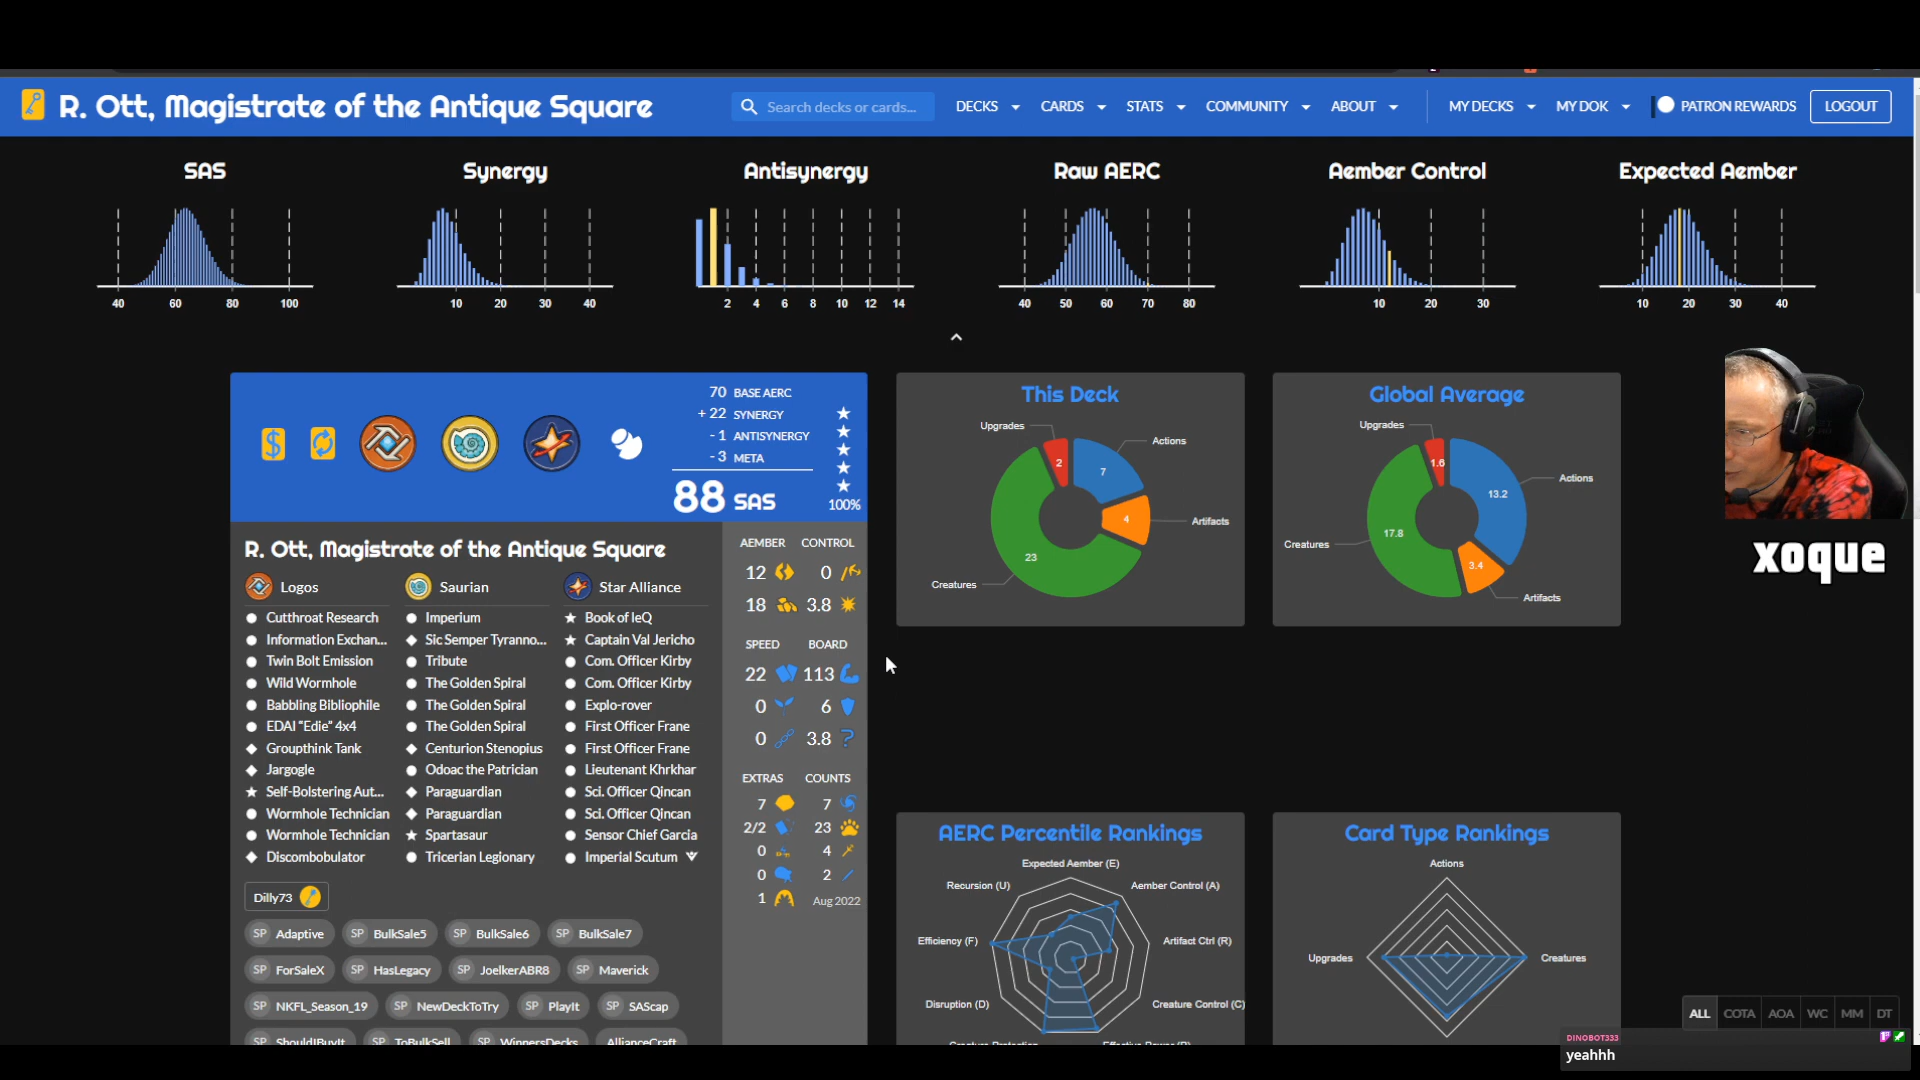 R. Ott, Magistrate of the Antique Square
Search decks or cards...
DECKS
CARDS
STATS
COMMUNITY
ABOUT
MY DECKS
MY DOK
PATRON REWARDS
LOGOUT
SAS
Synergy
Antisynergy
Raw AERC
Aember Control
Expected Aember
40 60 80 100
10 20 30 40
2 4 6 8 10 12 14
40 50 60 70 80
10 20 30
10 20 30 40
70 BASE AERC
+ 22 SYNERGY
- 1 ANTISYNERGY
- 3 META
88 SAS
100%
R. Ott, Magistrate of the Antique Square
Logos
Cutthroat Research
Information Exchan...
Twin Bolt Emission
Wild Wormhole
Babbling Bibliophile
EDAI “Edie” 4x4
Groupthink Tank
Jargogle
Self-Bolstering Aut...
Wormhole Technician
Wormhole Technician
Discombobulator
Saurian
Imperium
Sic Semper Tyranno...
Tribute
The Golden Spiral
The Golden Spiral
The Golden Spiral
Centurion Stenopius
Odoac the Patrician
Paraguardian
Paraguardian
Spartasaur
Tricerian Legionary
Star Alliance
Book of leQ
Captain Val Jericho
Com. Officer Kirby
Com. Officer Kirby
Explo-rover
First Officer Frane
First Officer Frane
Lieutenant Khrkhar
Sci. Officer Qincan
Sci. Officer Qincan
Sensor Chief Garcia
Imperial Scutum
AEMBER CONTROL
12 0
18 3.8
SPEED BOARD
22 113
0 6
0 3.8
EXTRAS COUNTS
7 7
2/2 23
0 4
0 2
1 Aug 2022
Dilly73
SP Adaptive
SP BulkSale5
SP BulkSale6
SP BulkSale7
SP ForSaleX
SP HasLegacy
SP JoelkerABR8
SP Maverick
SP NKFL_Season_19
SP NewDeckToTry
SP PlayIt
SP SAScap
SP ShouldIBuyIt
SP ToBulkSell
SP WinnersDecks
AllianceCraft
This Deck
Upgrades
2
Actions
7
Artifacts
4
Creatures
23
Global Average
Upgrades
1.6
Actions
13.2
Artifacts
3.4
Creatures
17.8
AERC Percentile Rankings
Expected Aember (E)
Recursion (U)
Aember Control (A)
Efficiency (F)
Artifact Ctrl (R)
Disruption (D)
Creature Control (C)
Creature Protection
Effective Power (P)
Card Type Rankings
Actions
Upgrades
Creatures
xoque
ALL COTA AOA WC MM DT
DINOBOT333
yeahhh